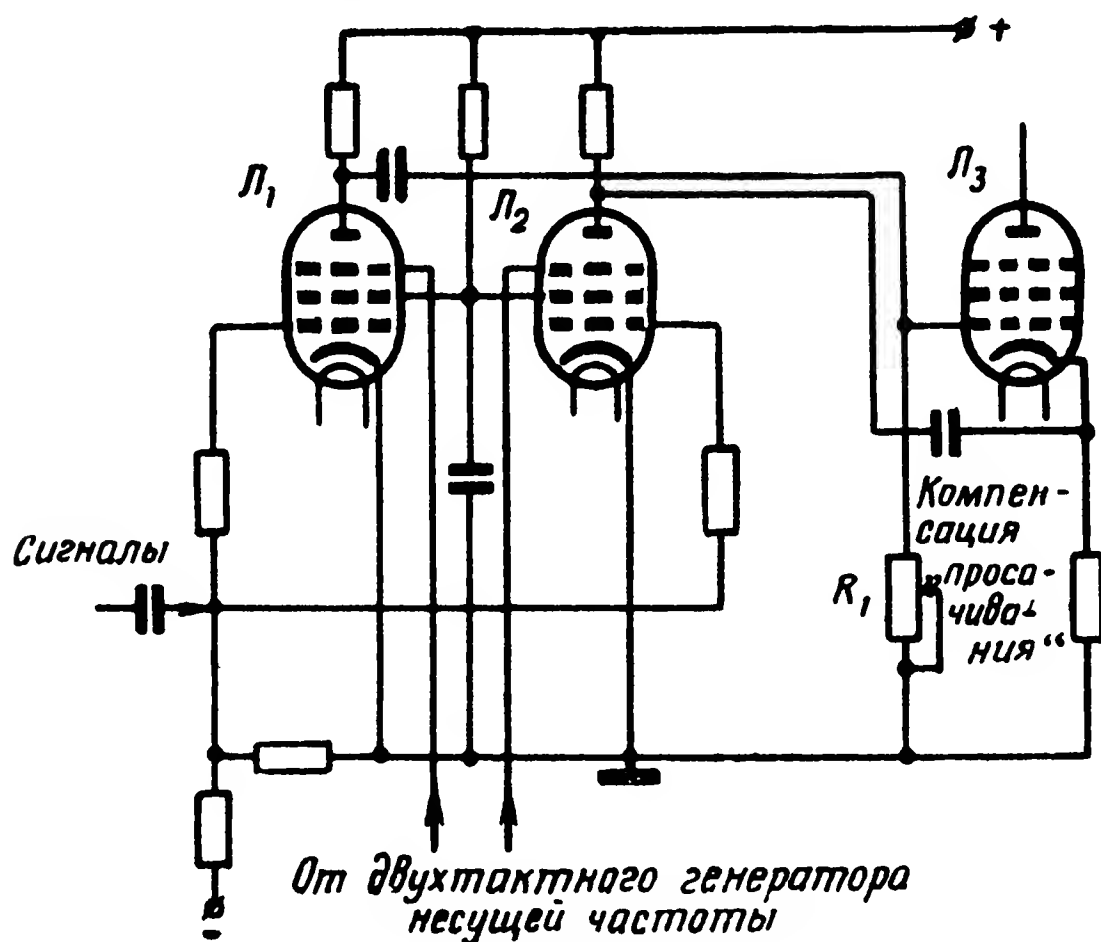 +
Л₁
Л₂
Л₃
Сигналы
R₁
Компен-
сация
„проса-
чива-
ния“
От двухтактного генератора
несущей частоты
-